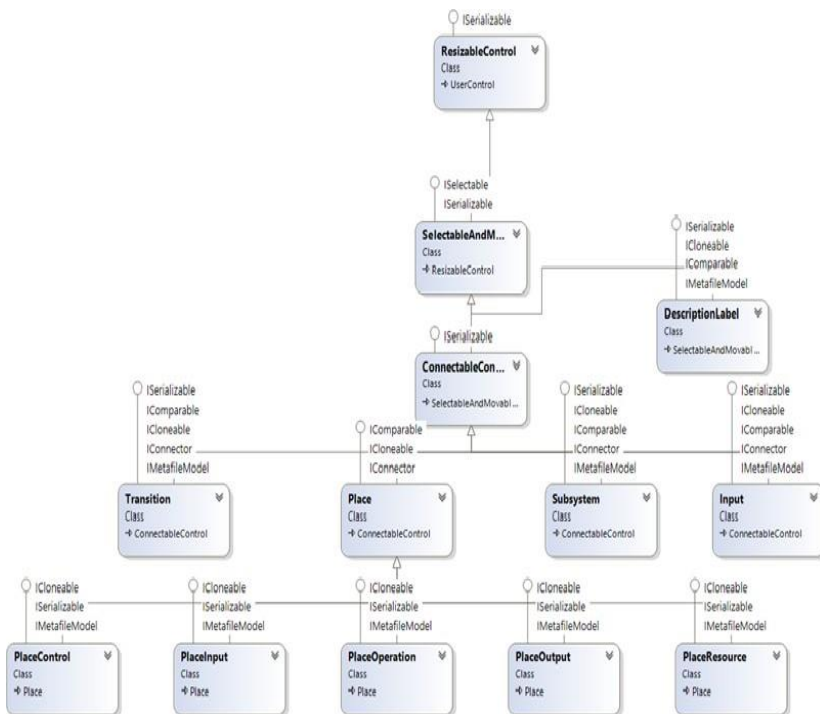 ISerializable
ResizableControl
Class
UserControl
ISelectable
ISerializable
SelectableAndM...
Class
ResizableControl
ISerializable
ICloneable
IComparable
IMetafileModel
DescriptionLabel
Class
SelectableAndMovabl...
ISerializable
ConnectableCon...
Class
SelectableAndMovabl...
ISerializable
IComparable
ICloneable
IConnector
IMetafileModel
Transition
Class
ConnectableControl
IComparable
ICloneable
IConnector
Place
Class
ConnectableControl
ISerializable
ICloneable
IComparable
IConnector
IMetafileModel
Subsystem
Class
ConnectableControl
ISerializable
ICloneable
IComparable
IConnector
IMetafileModel
Input
Class
ConnectableControl
ICloneable
ISerializable
IMetafileModel
PlaceControl
Class
Place
ICloneable
ISerializable
IMetafileModel
PlaceInput
Class
Place
ICloneable
ISerializable
IMetafileModel
PlaceOperation
Class
Place
ICloneable
ISerializable
IMetafileModel
PlaceOutput
Class
Place
ICloneable
ISerializable
IMetafileModel
PlaceResource
Class
Place